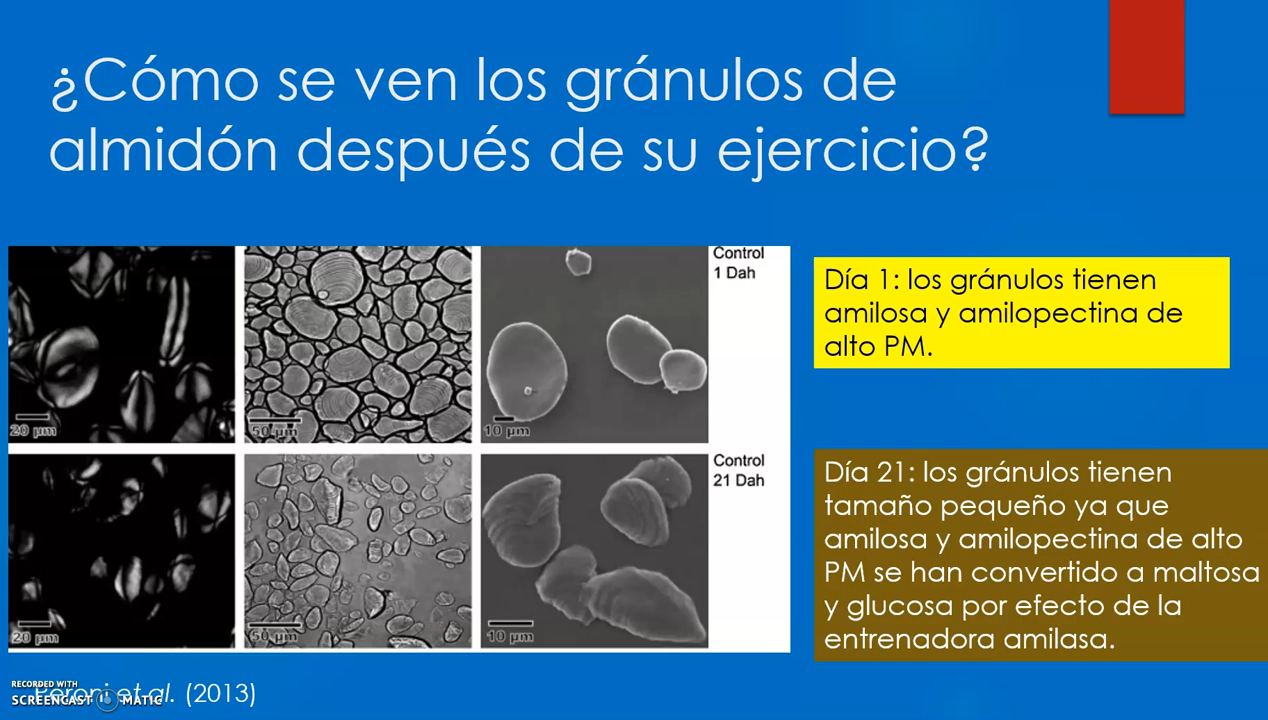 ¿Cómo se ven los gránulos de
almidón después de su ejercicio?
Control
1 Dah
20 µm
50 µm
10 µm
Día 1: los gránulos tienen
amilosa y amilopectina de
alto PM.
Control
21 Dah
20 µm
50 µm
10 µm
Día 21: los gránulos tienen
tamaño pequeño ya que
amilosa y amilopectina de alto
PM se han convertido a maltosa
y glucosa por efecto de la
entrenadora amilasa.
Peroni et al. (2013)
RECORDED WITH
SCREENCAST MATIC